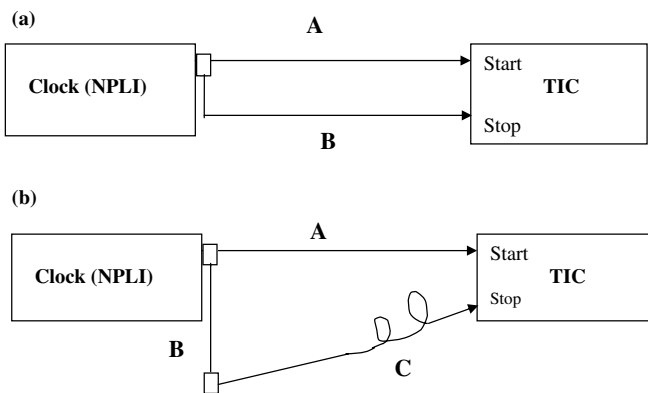 (a)
A
Clock (NPLI)
Start
TIC
Stop
B
(b)
A
Clock (NPLI)
Start
TIC
Stop
B
C